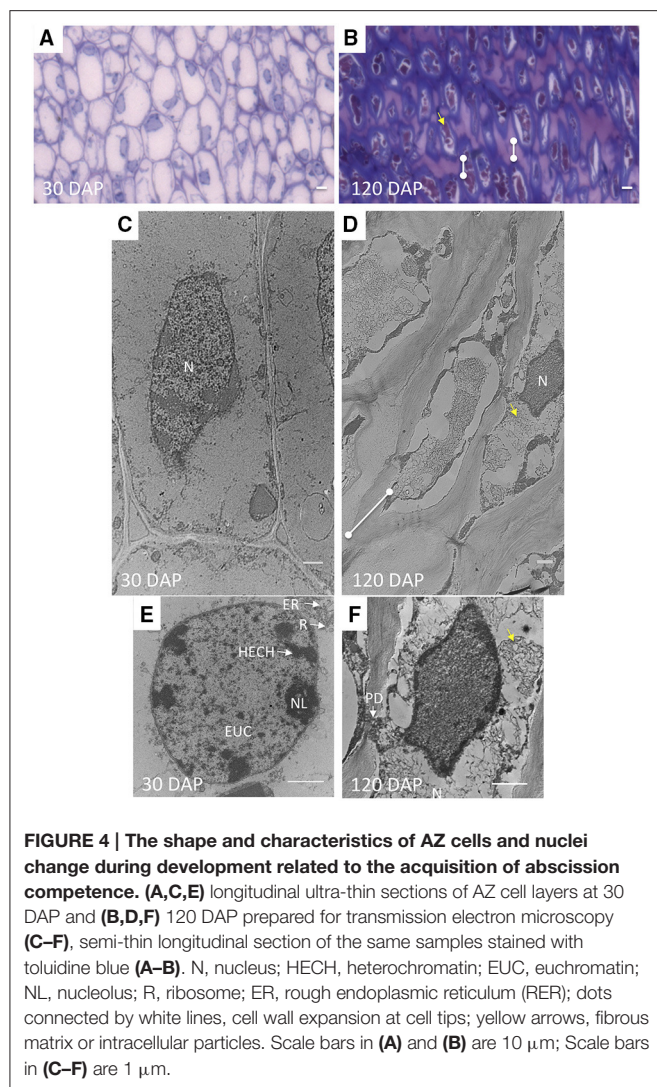 A
30 DAP
B
120 DAP
C
N
30 DAP
D
N
120 DAP
E
ER
R
HECH
NL
EUC
30 DAP
F
PD
N
120 DAP
FIGURE 4 | The shape and characteristics of AZ cells and nuclei
change during development related to the acquisition of abscission
competence. (A,C,E) longitudinal ultra-thin sections of AZ cell layers at 30
DAP and (B,D,F) 120 DAP prepared for transmission electron microscopy
(C–F), semi-thin longitudinal section of the same samples stained with
toluidine blue (A–B). N, nucleus; HECH, heterochromatin; EUC, euchromatin;
NL, nucleolus; R, ribosome; ER, rough endoplasmic reticulum (RER); dots
connected by white lines, cell wall expansion at cell tips; yellow arrows, fibrous
matrix or intracellular particles. Scale bars in (A) and (B) are 10 μm; Scale bars
in (C–F) are 1 μm.